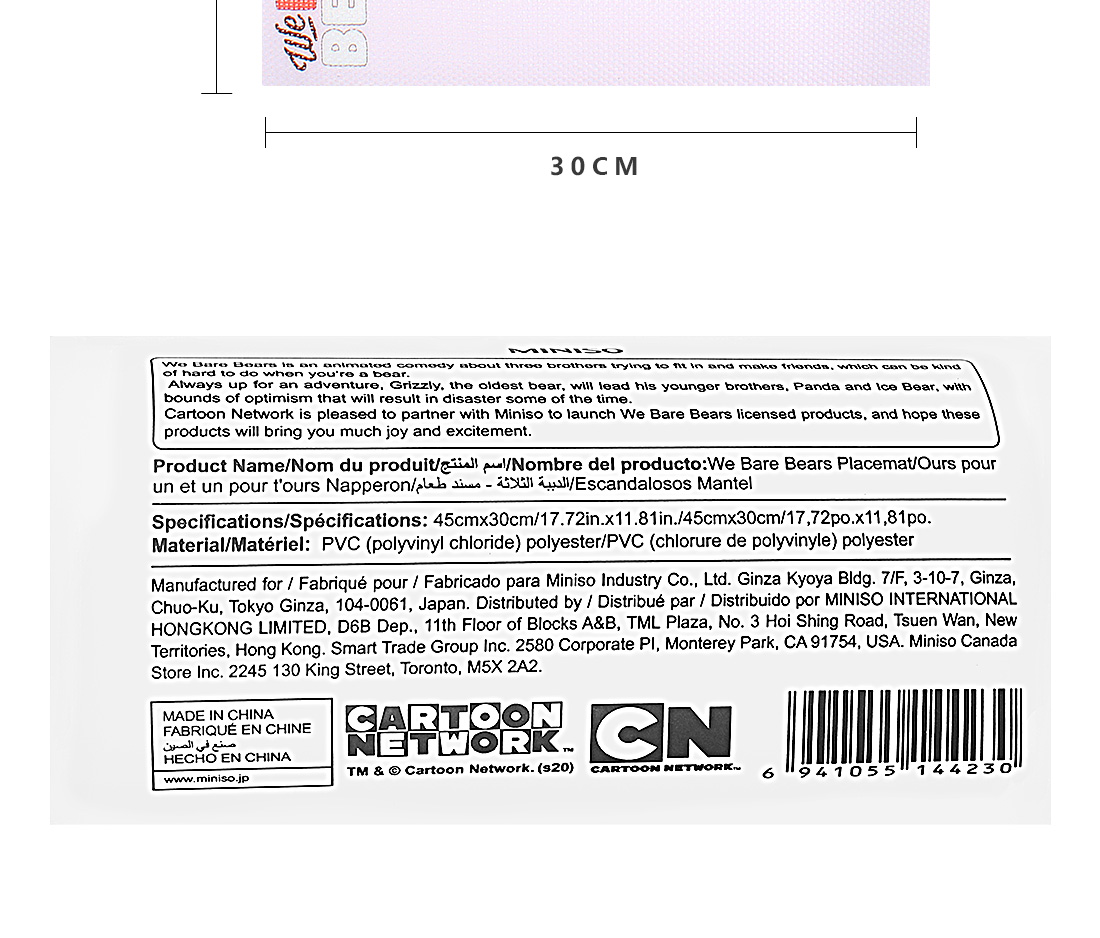 We
BE
30CM
MINISO
We Bare Bears is an animated comedy about three brothers trying to fit in and make friends, which can be kind
of hard to do when you're a bear.
Always up for an adventure, Grizzly, the oldest bear, will lead his younger brothers, Panda and Ice Bear, with
bounds of optimism that will result in disaster some of the time.
Cartoon Network is pleased to partner with Miniso to launch We Bare Bears licensed products, and hope these
products will bring you much joy and excitement.
Product Name/Nom du produit/اسم المنتج/Nombre del producto:We Bare Bears Placemat/Ours pour
un et un pour t'ours Napperon/الدببة الثلاثة - مسند طعام/Escandalosos Mantel
Specifications/Spécifications: 45cmx30cm/17.72in.x11.81in./45cmx30cm/17,72po.x11,81po.
Material/Matériel: PVC (polyvinyl chloride) polyester/PVC (chlorure de polyvinyle) polyester
Manufactured for / Fabriqué pour / Fabricado para Miniso Industry Co., Ltd. Ginza Kyoya Bldg. 7/F, 3-10-7, Ginza,
Chuo-Ku, Tokyo Ginza, 104-0061, Japan. Distributed by / Distribué par / Distribuido por MINISO INTERNATIONAL
HONGKONG LIMITED, D6B Dep., 11th Floor of Blocks A&B, TML Plaza, No. 3 Hoi Shing Road, Tsuen Wan, New
Territories, Hong Kong. Smart Trade Group Inc. 2580 Corporate Pl, Monterey Park, CA 91754, USA. Miniso Canada
Store Inc. 2245 130 King Street, Toronto, M5X 2A2.
MADE IN CHINA
FABRIQUÉ EN CHINE
صنع في الصين
HECHO EN CHINA
www.miniso.jp
CARTOON
NETWORK™
TM & © Cartoon Network. (s20)
CN
CARTOON NETWORK™
6 941055 144230